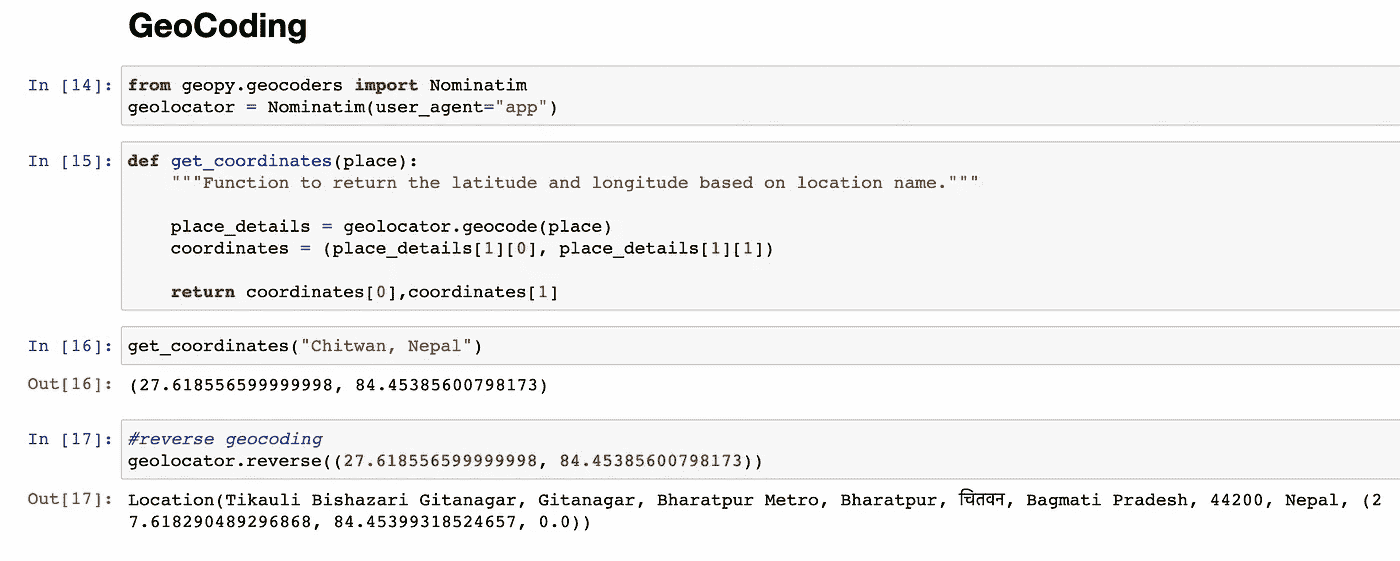 GeoCoding
In [14]: from geopy.geocoders import Nominatim
geolocator = Nominatim(user_agent="app")
In [15]: def get_coordinates(place):
"""Function to return the latitude and longitude based on location name."""
place_details = geolocator.geocode(place)
coordinates = (place_details[1][0], place_details[1][1])
return coordinates[0],coordinates[1]
In [16]: get_coordinates("Chitwan, Nepal")
Out[16]: (27.618556599999998, 84.45385600798173)
In [17]: #reverse geocoding
geolocator.reverse((27.618556599999998, 84.45385600798173))
Out[17]: Location(Tikauli Bishazari Gitanagar, Gitanagar, Bharatpur Metro, Bharatpur, चितवन, Bagmati Pradesh, 44200, Nepal, (2
7.618290489296868, 84.45399318524657, 0.0))